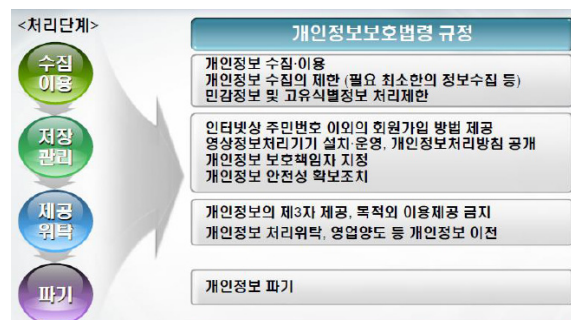 <처리단계>
개인정보보호법령 규정
수집
이용
개인정보 수집·이용
개인정보 수집의 제한 (필요 최소한의 정보수집 등)
민감정보 및 고유식별정보 처리제한
저장
관리
인터넷상 주민번호 이외의 회원가입 방법 제공
영상정보처리기기 설치·운영, 개인정보처리방침 공개
개인정보 보호책임자 지정
개인정보 안전성 확보조치
제공
위탁
개인정보의 제3자 제공, 목적외 이용제공 금지
개인정보 처리위탁, 영업양도 등 개인정보 이전
파기
개인정보 파기